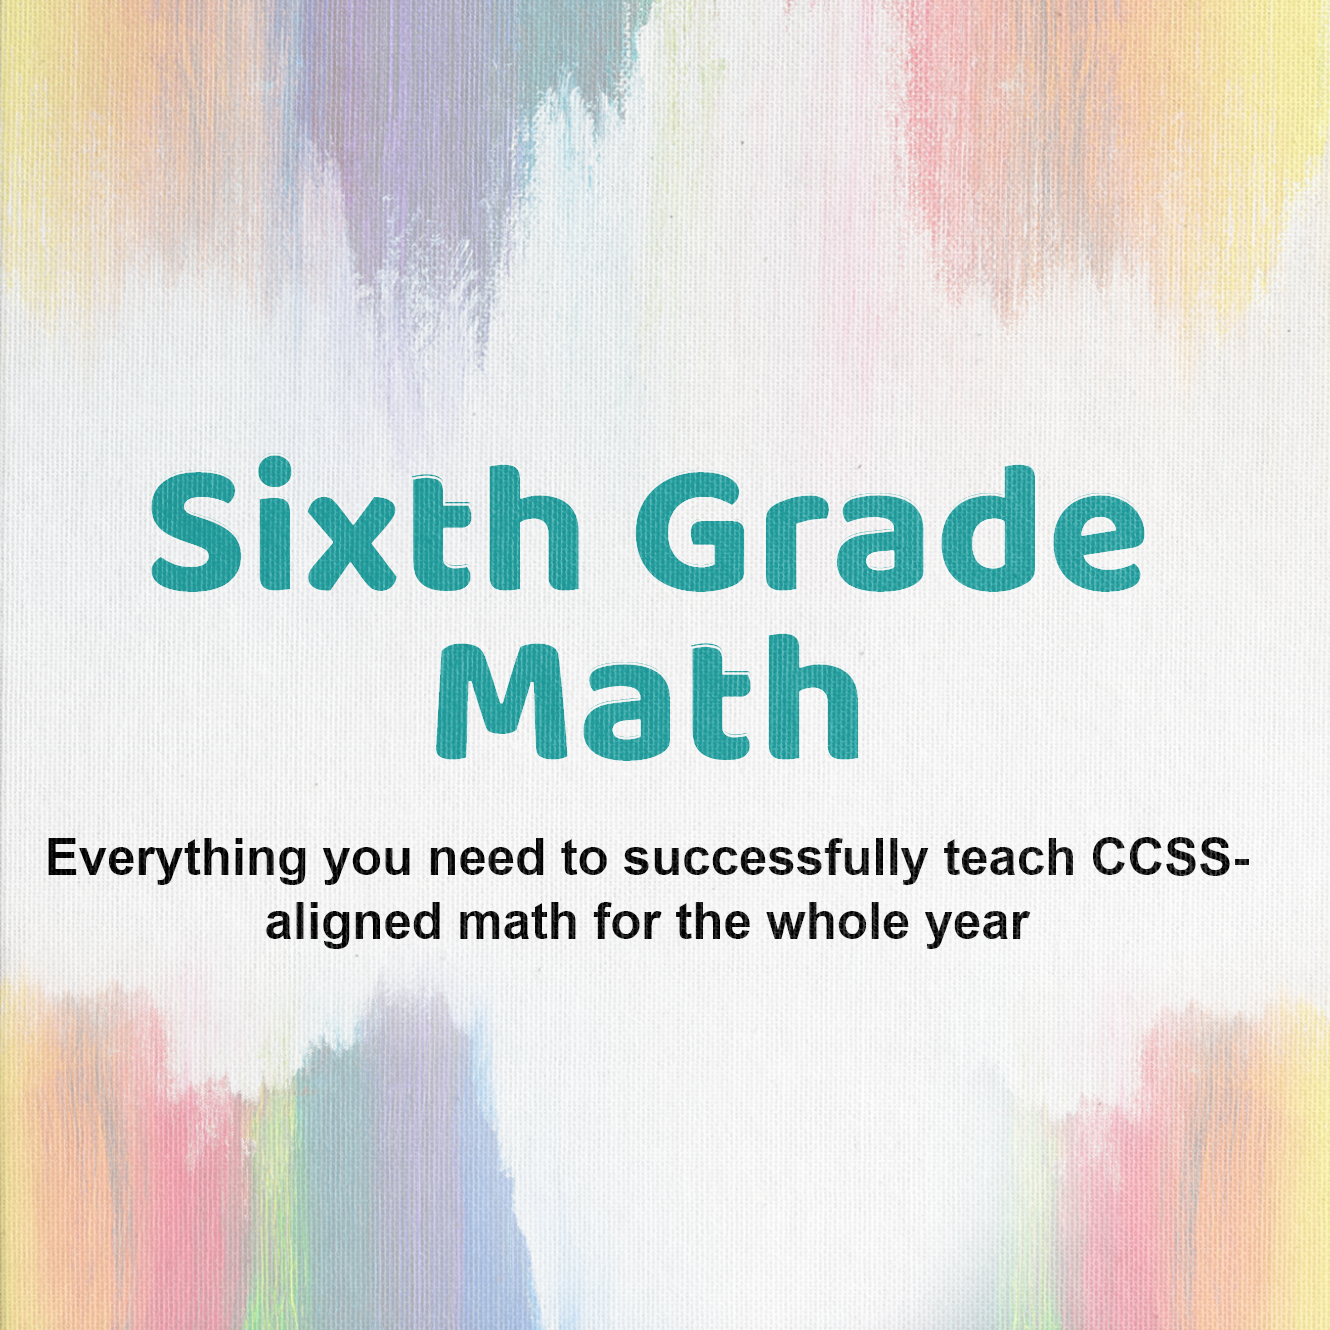 Sixth Grade
Math
Everything you need to successfully teach CCSS-
aligned math for the whole year